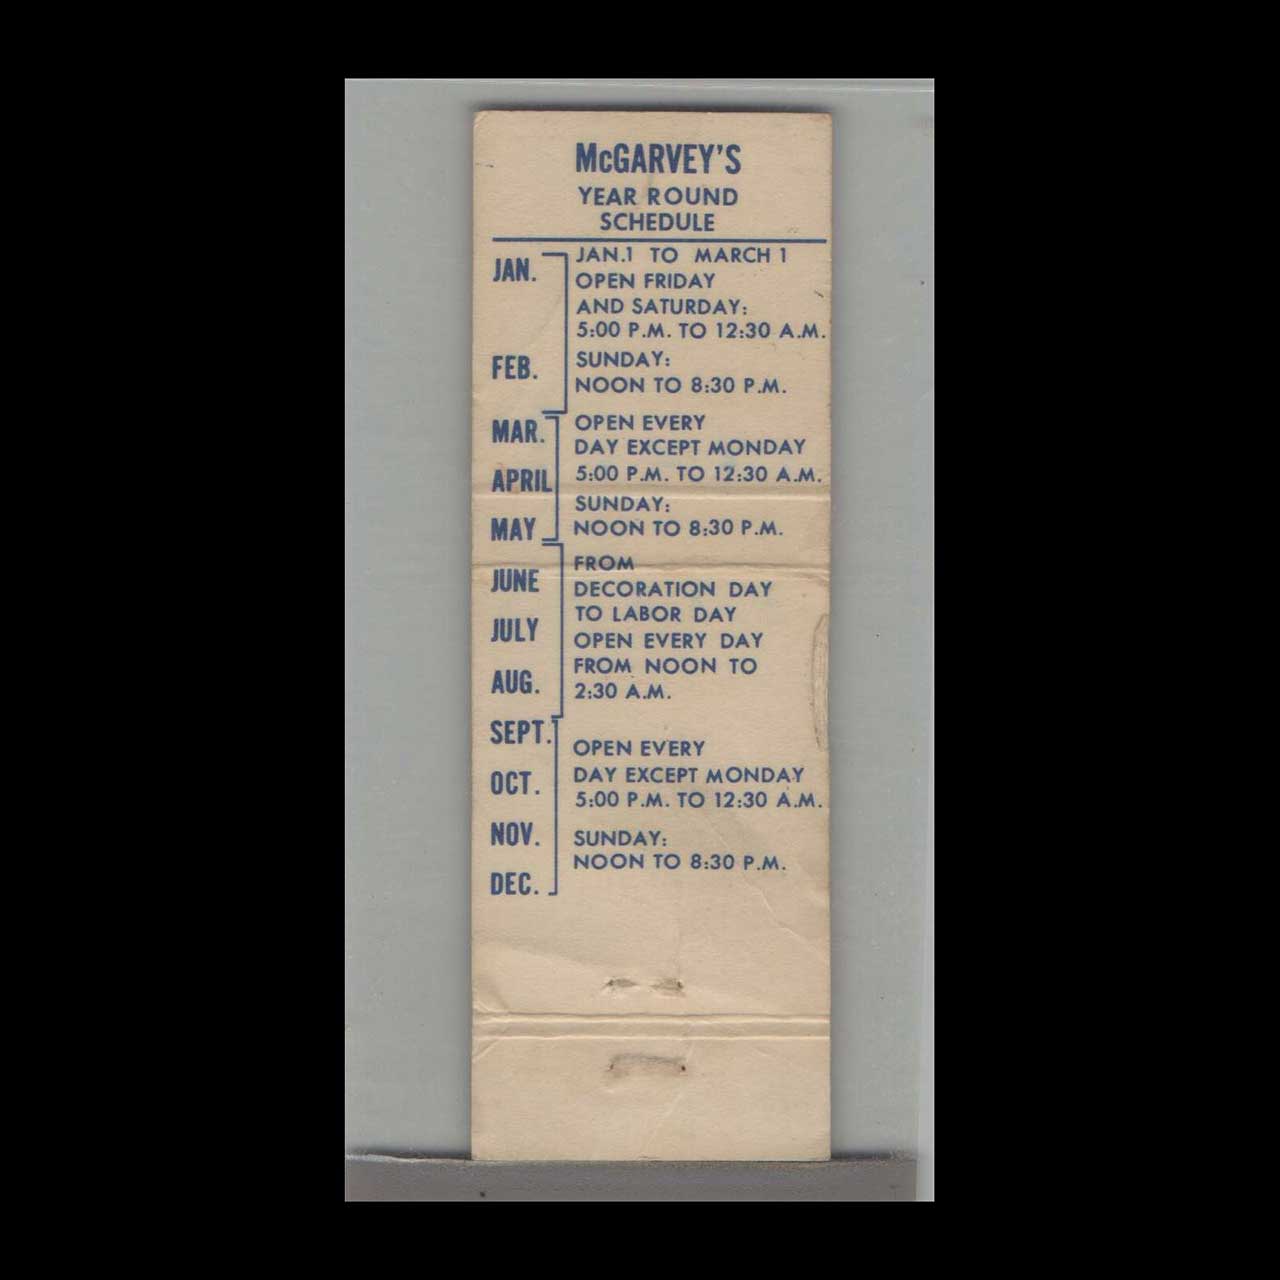 McGARVEY'S
YEAR ROUND
SCHEDULE
JAN.
FEB.
JAN.1 TO MARCH 1
OPEN FRIDAY
AND SATURDAY:
5:00 P.M. TO 12:30 A.M.
SUNDAY:
NOON TO 8:30 P.M.
MAR.
APRIL
MAY
OPEN EVERY
DAY EXCEPT MONDAY
5:00 P.M. TO 12:30 A.M.
SUNDAY:
NOON TO 8:30 P.M.
JUNE
JULY
AUG.
FROM
DECORATION DAY
TO LABOR DAY
OPEN EVERY DAY
FROM NOON TO
2:30 A.M.
SEPT.
OCT.
NOV.
DEC.
OPEN EVERY
DAY EXCEPT MONDAY
5:00 P.M. TO 12:30 A.M.
SUNDAY:
NOON TO 8:30 P.M.